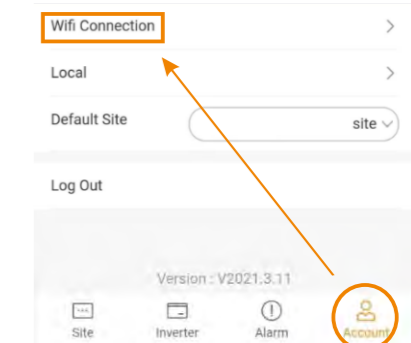 Wifi Connection
Local
Default Site site
Log Out
Version : V2021.3.11
Site Inverter Alarm Account